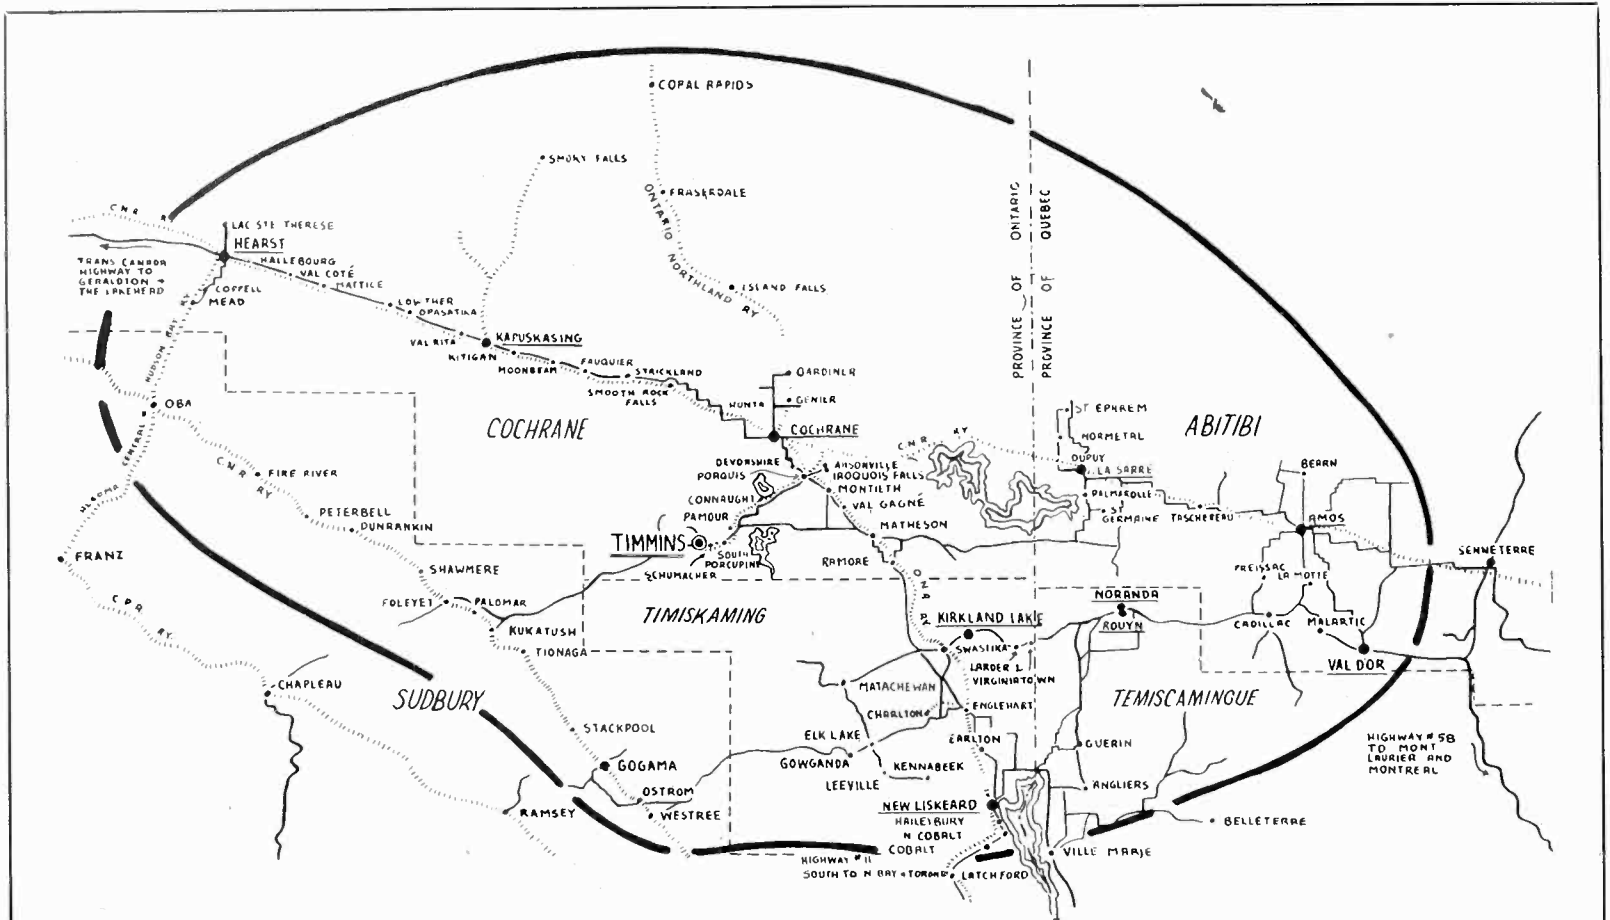 COPAL RAPIDS
SMOKY FALLS
ONTARIO NORTHLAND RY
FRASERDALE
ISLAND FALLS
PROVINCE OF ONTARIO
PROVINCE OF QUEBEC
C.N.R. R
LAC STE THERESE
HEARST
TRANS CANADA
HIGHWAY TO
GERALDTON &
THE LAKEHEAD
HALLEBOURG
VAL COTÉ
MATTICE
COPPELL
MEAD
LOWTHER
OPASATIKA
VAL RITA
KAPUSKASING
KITIGAN
MOONBEAM
FAUQUIER
STRICKLAND
SMOOTH ROCK
FALLS
HUNTA
GARDINER
GENIER
COCHRANE
HUDSON BAY RY
OBA
ALGOMA CENTRAL
COCHRANE
C.N.R. RY
FIRE RIVER
PETERBELL
DUNRANKIN
FRANZ
SHAWMERE
FOLEYET
PALOMAR
KUKATUSH
TIONAGA
C.P.R. RY.
CHAPLEAU
SUDBURY
STACKPOOL
GOGAMA
OSTROM
WESTREE
RAMSEY
DEVONSHIRE
PORQUIS
ANSONVILLE
IROQUOIS FALLS
MONTIETH
CONNAUGHT
VAL GAGNÉ
PAMOUR
MATHESON
TIMMINS
SOUTH
PORCUPINE
SCHUMACHER
RAMORE
C.N.R. RY
O.N.R. RY
TIMISKAMING
KIRKLAND LAKE
SWASTIKA
LARDER L
VIRGINIATOWN
MATACHEWAN
CHARLTON
ENGLEHART
ELK LAKE
EARLTON
GOWGANDA
KENNABEEK
LEEVILLE
NEW LISKEARD
HAILEYBURY
N COBALT
COBALT
HIGHWAY # 11
SOUTH TO N BAY & TORONTO
LATCHFORD
ABITIBI
ST EPHREM
NORMETAL
DUPUY
LA SARRE
PALMAROLLE
ST
GERMAINE
TASCHEREAU
BEARN
AMOS
SENNETERRE
PREISSAC
LA MOTTE
NORANDA
ROUYN
CADILLAC
MALARTIC
VAL DOR
TEMISCAMINGUE
GUERIN
ANGLIERS
BELLETERRE
VILLE MARIE
HIGHWAY # 58
TO MONT
LAURIER AND
MONTREAL